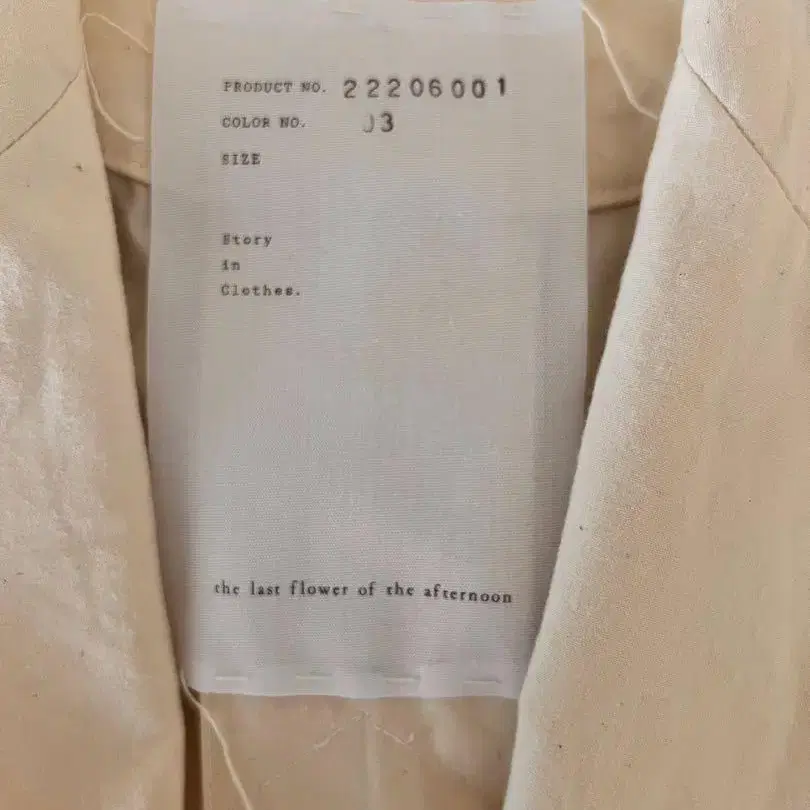 PRODUCT NO. 22206001
COLOR NO. 03
SIZE
Story
in
Clothes.
the last flower of the afternoon